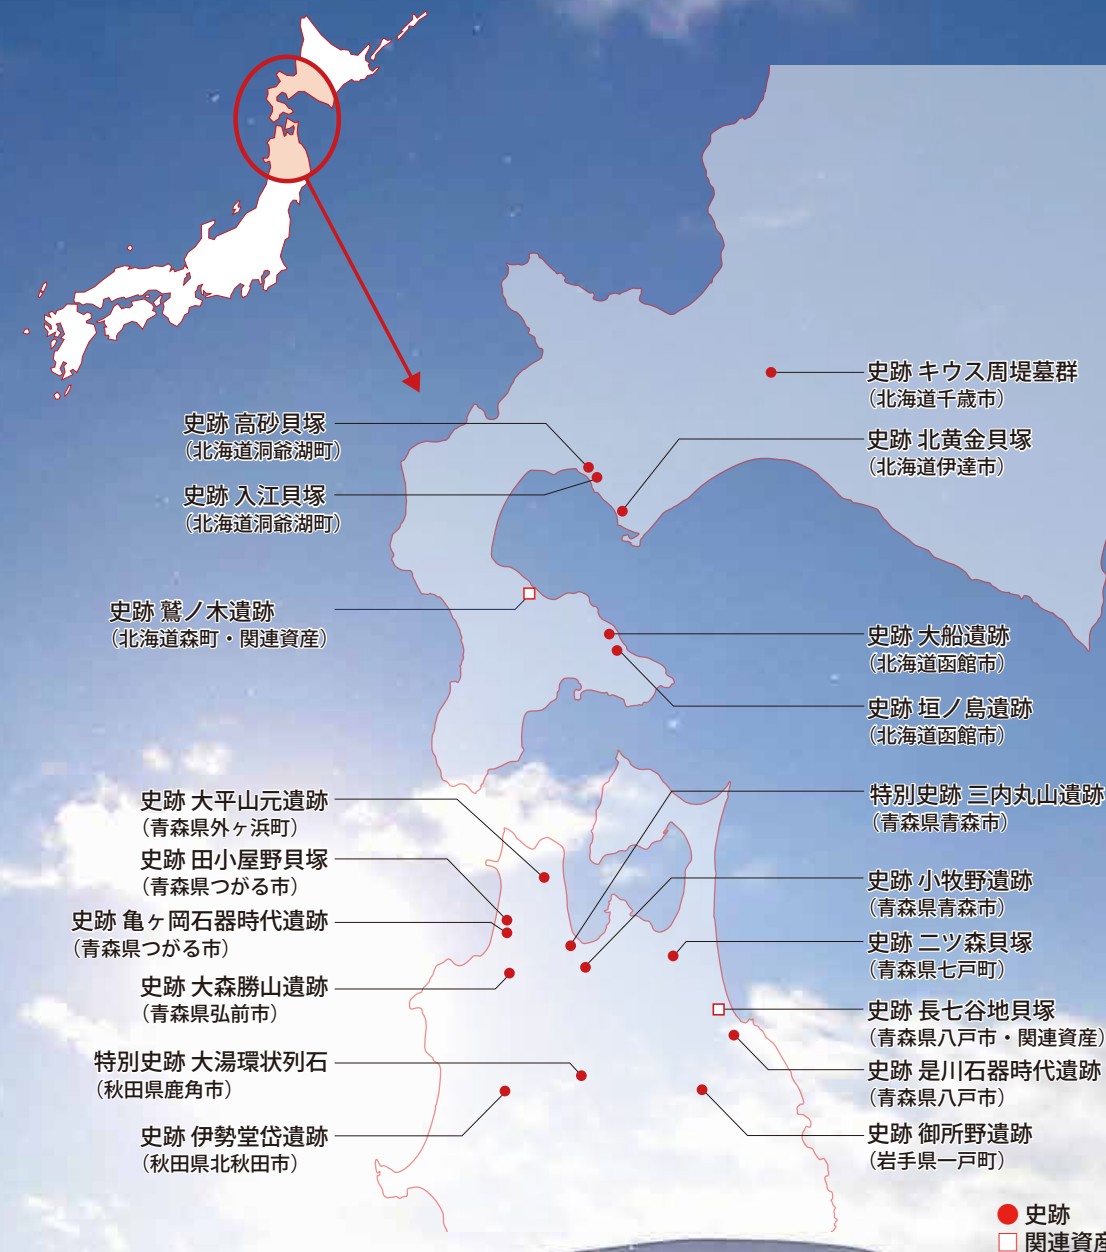 史跡 キウス周堤墓群
（北海道千歳市）
史跡 高砂貝塚
（北海道洞爺湖町）
史跡 北黄金貝塚
（北海道伊達市）
史跡 入江貝塚
（北海道洞爺湖町）
史跡 鷲ノ木遺跡
（北海道森町・関連資産）
史跡 大船遺跡
（北海道函館市）
史跡 垣ノ島遺跡
（北海道函館市）
史跡 大平山元遺跡
（青森県外ヶ浜町）
史跡 田小屋野貝塚
（青森県つがる市）
史跡 亀ヶ岡石器時代遺跡
（青森県つがる市）
史跡 大森勝山遺跡
（青森県弘前市）
特別史跡 大湯環状列石
（秋田県鹿角市）
史跡 伊勢堂岱遺跡
（秋田県北秋田市）
特別史跡 三内丸山遺跡
（青森県青森市）
史跡 小牧野遺跡
（青森県青森市）
史跡 二ツ森貝塚
（青森県七戸町）
史跡 長七谷地貝塚
（青森県八戸市・関連資産）
史跡 是川石器時代遺跡
（青森県八戸市）
史跡 御所野遺跡
（岩手県一戸町）
史跡
関連資産